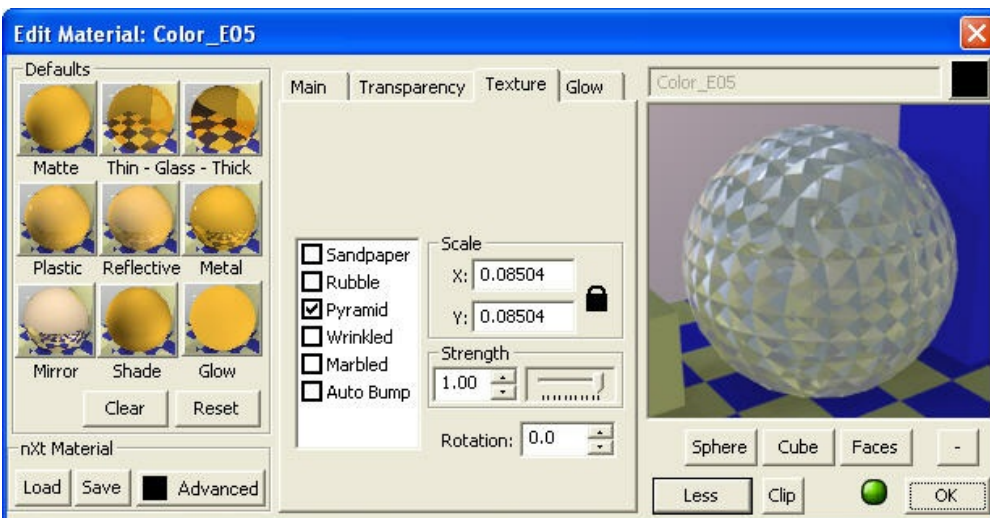 Edit Material: Color_E05
Defaults
Matte Thin - Glass - Thick
Plastic Reflective Metal
Mirror Shade Glow
Clear Reset
nXt Material
Load Save Advanced
Main Transparency Texture Glow
Sandpaper
Rubble
Pyramid
Wrinkled
Marbled
Auto Bump
Scale
X: 0.08504
Y: 0.08504
Strength
1.00
Rotation: 0.0
Color_E05
Sphere Cube Faces -
Less Clip OK